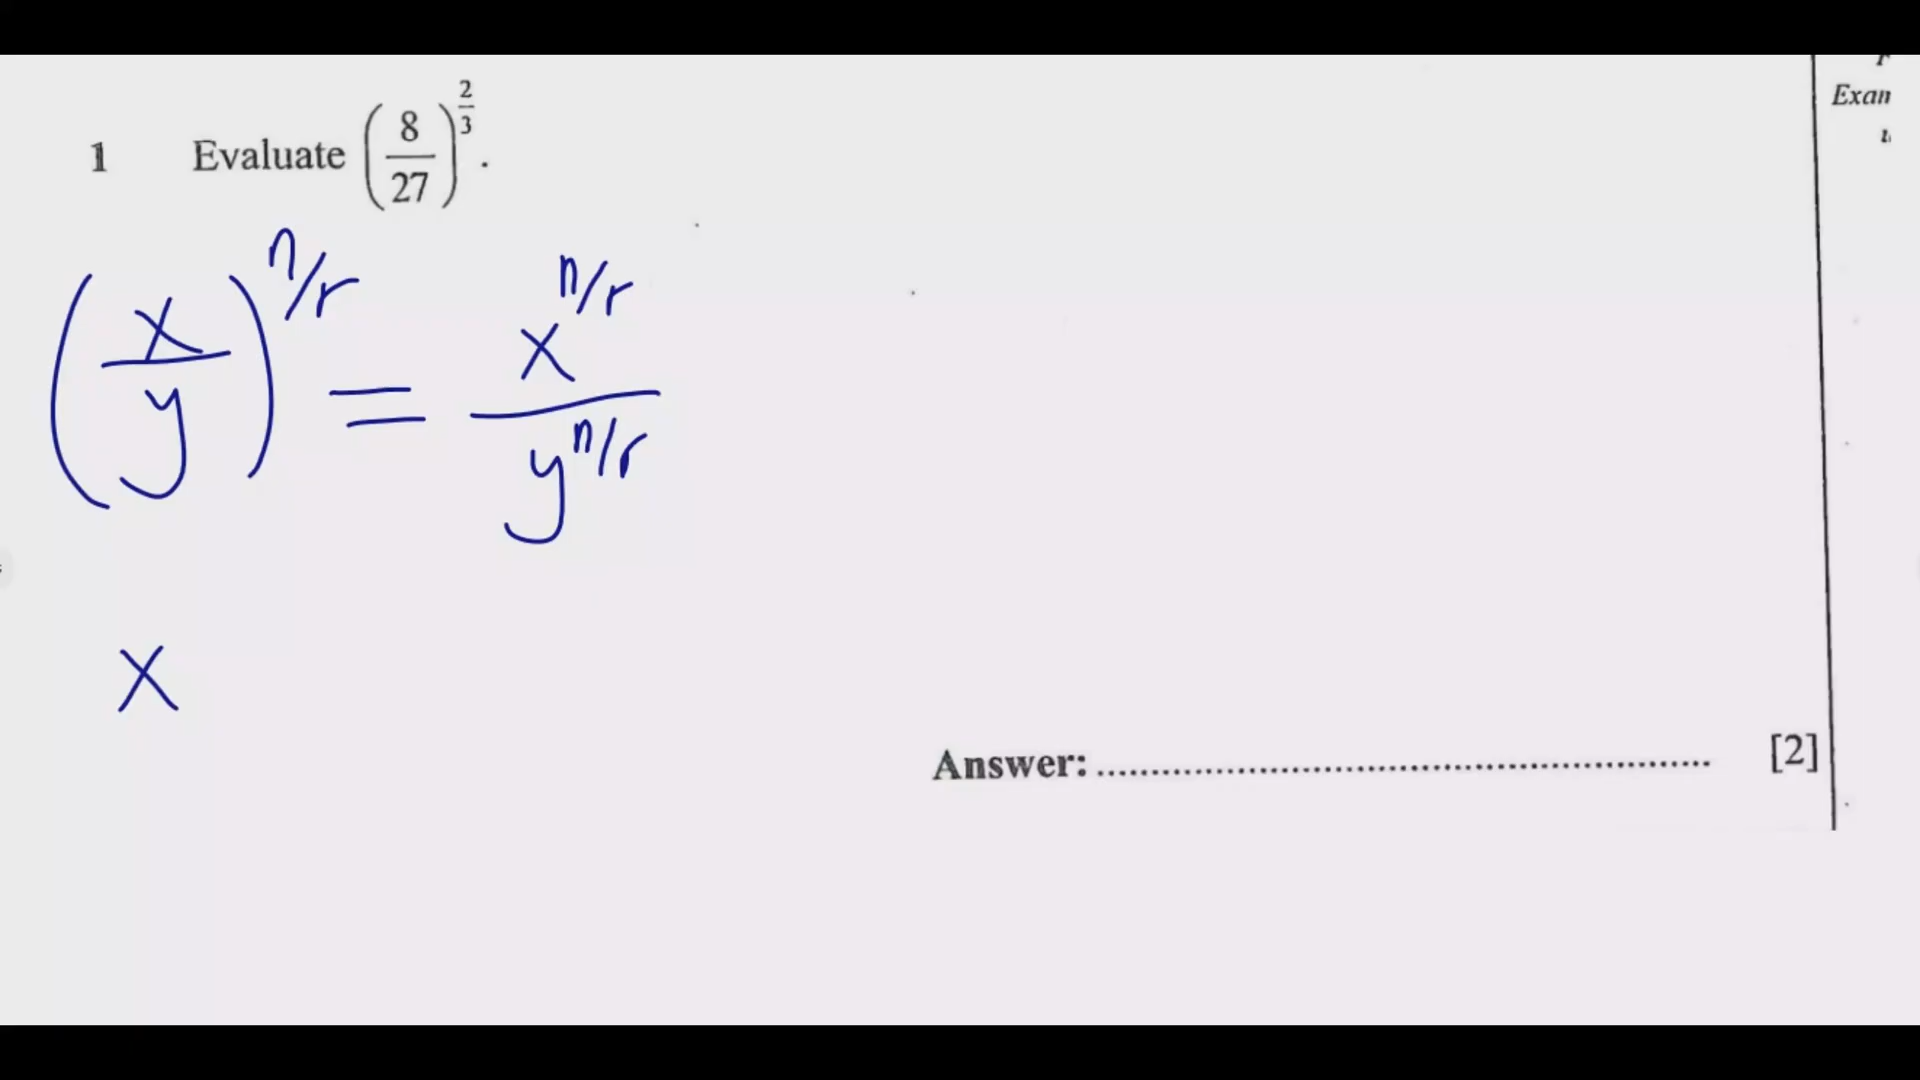 Exan
1 Evaluate (8/27)^(2/3).
(x/y)^(n/r) = x^(n/r) / y^(n/r)
x
Answer: ........................................................ [2]